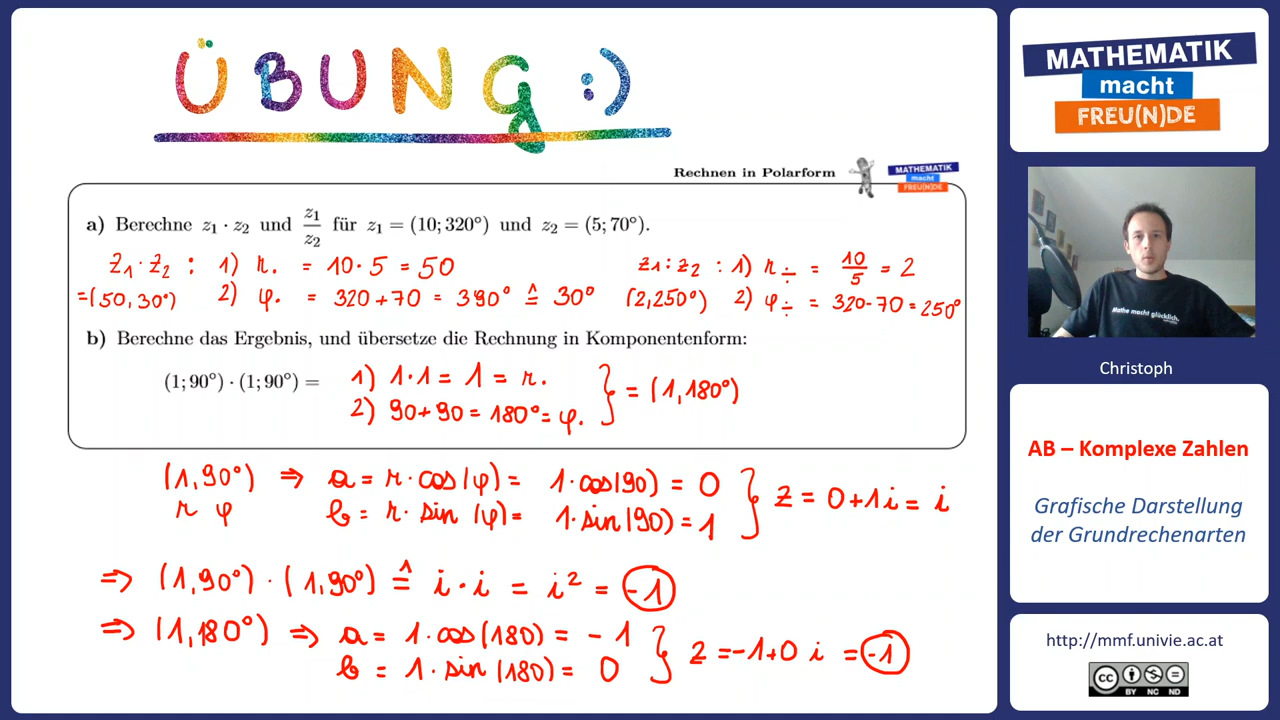 ÜBUNG :)
Rechnen in Polarform
MATHEMATIK
macht
FREU(N)DE
a) Berechne z₁ · z₂ und z₁/z₂ für z₁ = (10; 320°) und z₂ = (5; 70°).
z₁ · z₂ : 1) r. = 10 · 5 = 50
= (50, 30°) 2) φ. = 320 + 70 = 390° ≙ 30°
z₁ : z₂ : 1) r÷ = 10/5 = 2
(2, 250°) 2) φ÷ = 320 - 70 = 250°
b) Berechne das Ergebnis, und übersetze die Rechnung in Komponentenform:
(1; 90°) · (1; 90°) =
1) 1 · 1 = 1 = r.
2) 90 + 90 = 180° = φ.
} = (1, 180°)
(1, 90°) ⇒ a = r · cos(φ) = 1 · cos(90) = 0
r φ b = r · sin(φ) = 1 · sin(90) = 1
} z = 0 + 1i = i
⇒ (1, 90°) · (1, 90°) ≙ i · i = i² = -1
⇒ (1, 180°) ⇒ a = 1 · cos(180) = -1
b = 1 · sin(180) = 0
} z = -1 + 0i = -1
MATHEMATIK
macht
FREU(N)DE
Mathe macht glücklich.
Christoph
AB – Komplexe Zahlen
Grafische Darstellung
der Grundrechenarten
http://mmf.univie.ac.at
CC
BY NC ND